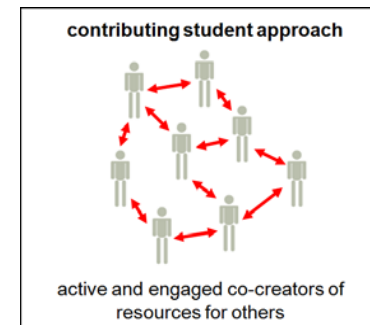 contributing student approach
active and engaged co-creators of
resources for others